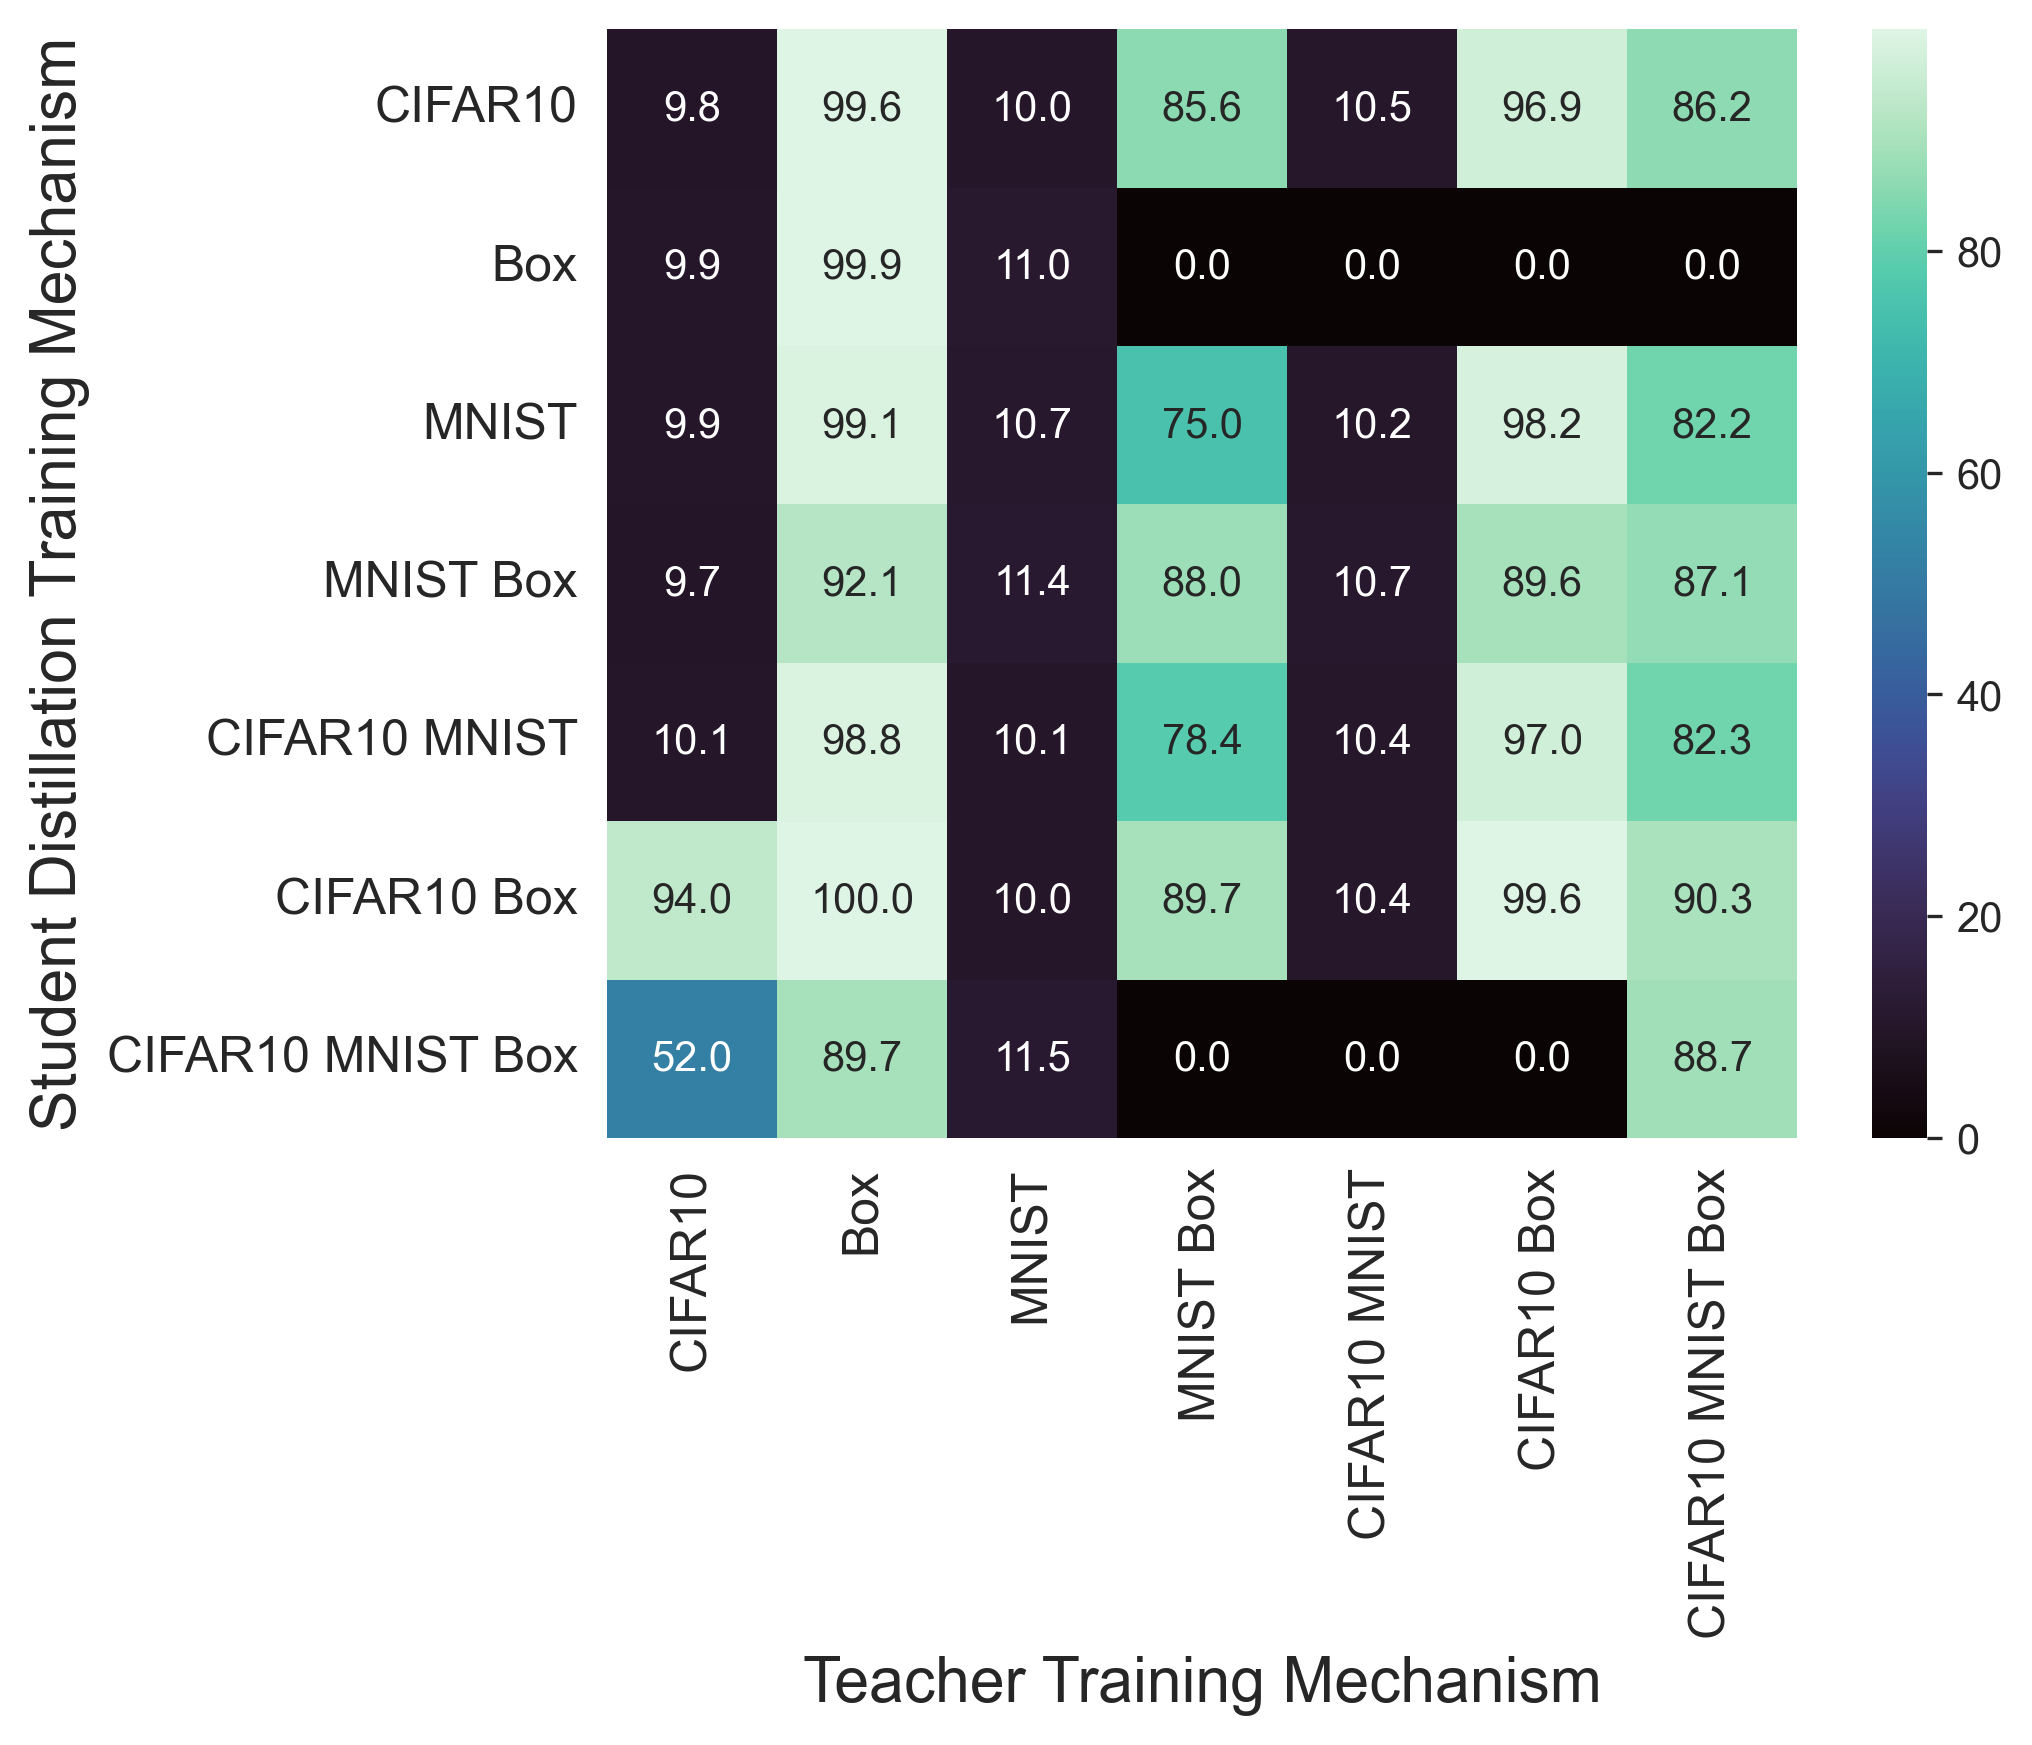 Student Distillation Training Mechanism
CIFAR10 9.8 99.6 10.0 85.6 10.5 96.9 86.2
Box 9.9 99.9 11.0 0.0 0.0 0.0 0.0
MNIST 9.9 99.1 10.7 75.0 10.2 98.2 82.2
MNIST Box 9.7 92.1 11.4 88.0 10.7 89.6 87.1
CIFAR10 MNIST 10.1 98.8 10.1 78.4 10.4 97.0 82.3
CIFAR10 Box 94.0 100.0 10.0 89.7 10.4 99.6 90.3
CIFAR10 MNIST Box 52.0 89.7 11.5 0.0 0.0 0.0 88.7
CIFAR10
Box
MNIST
MNIST Box
CIFAR10 MNIST
CIFAR10 Box
CIFAR10 MNIST Box
Teacher Training Mechanism
80
60
40
20
0